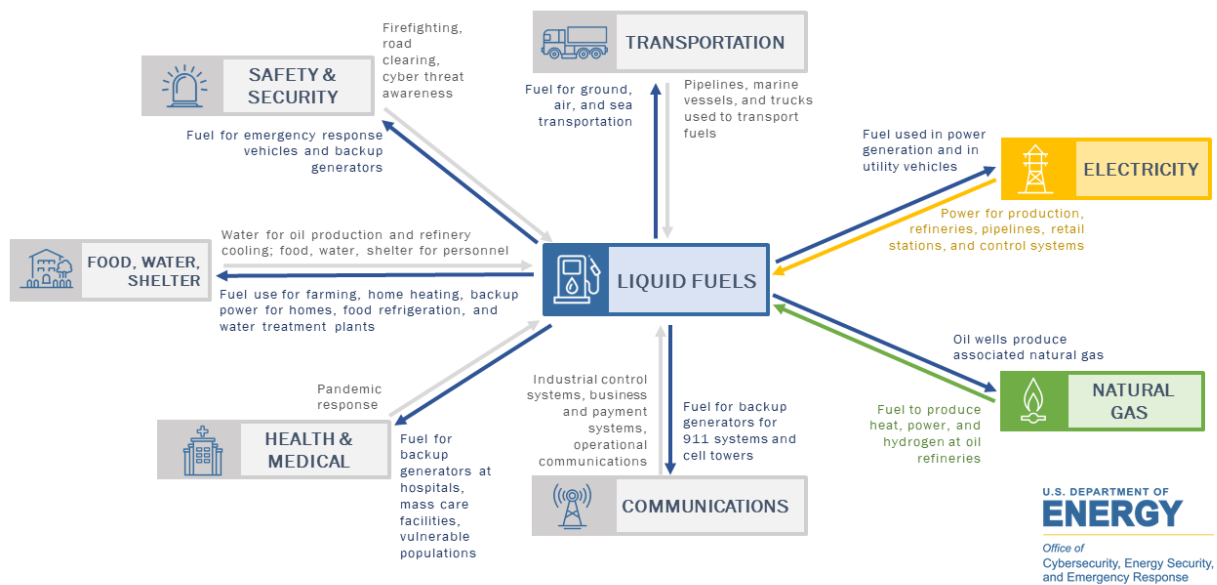 Firefighting,
road
clearing,
cyber threat
awareness
SAFETY &
SECURITY
Fuel for emergency response
vehicles and backup
generators
TRANSPORTATION
Fuel for ground,
air, and sea
transportation
Pipelines, marine
vessels, and trucks
used to transport
fuels
Fuel used in power
generation and in
utility vehicles
ELECTRICITY
Power for production,
refineries, pipelines, retail
stations, and control systems
Water for oil production and refinery
cooling; food, water, shelter for personnel
FOOD, WATER,
SHELTER
Fuel use for farming, home heating, backup
power for homes, food refrigeration, and
water treatment plants
LIQUID FUELS
Oil wells produce
associated natural gas
NATURAL
GAS
Fuel to produce
heat, power, and
hydrogen at oil
refineries
Pandemic
response
HEALTH &
MEDICAL
Fuel for
backup
generators at
hospitals,
mass care
facilities,
vulnerable
populations
Industrial control
systems, business
and payment
systems,
operational
communications
Fuel for backup
generators for
911 systems and
cell towers
COMMUNICATIONS
U.S. DEPARTMENT OF
ENERGY
Office of
Cybersecurity, Energy Security,
and Emergency Response